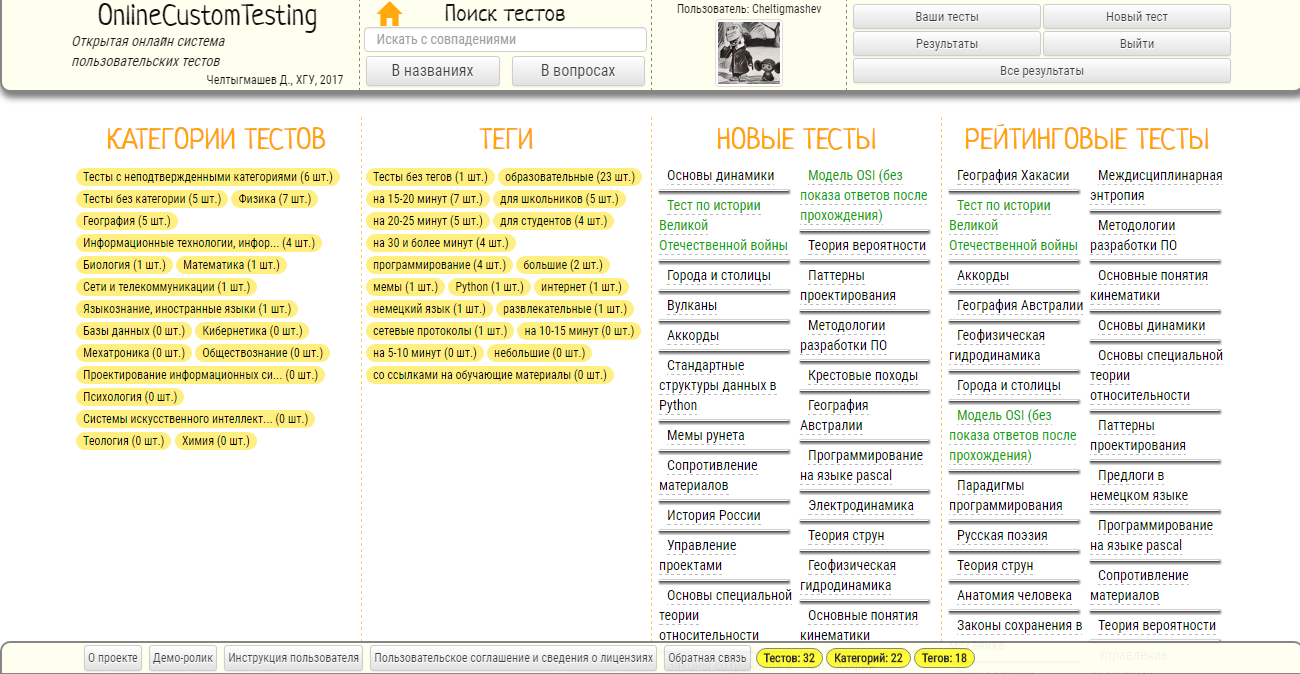 OnlineCustomTesting
Открытая онлайн система
пользовательских тестов
Челтыгмашев Д., ХГУ, 2017
Поиск тестов
Искать с совпадениями
В названиях
В вопросах
Пользователь: Cheltigmashev
Ваши тесты
Новый тест
Результаты
Выйти
Все результаты
КАТЕГОРИИ ТЕСТОВ
Тесты с неподтвержденными категориями (6 шт.)
Тесты без категории (5 шт.) Физика (7 шт.)
География (5 шт.)
Информационные технологии, инфор... (4 шт.)
Биология (1 шт.) Математика (1 шт.)
Сети и телекоммуникации (1 шт.)
Языкознание, иностранные языки (1 шт.)
Базы данных (0 шт.) Кибернетика (0 шт.)
Мехатроника (0 шт.) Обществознание (0 шт.)
Проектирование информационных си... (0 шт.)
Психология (0 шт.)
Системы искусственного интеллект... (0 шт.)
Теология (0 шт.) Химия (0 шт.)
ТЕГИ
Тесты без тегов (1 шт.) образовательные (23 шт.)
на 15-20 минут (7 шт.) для школьников (5 шт.)
на 20-25 минут (5 шт.) для студентов (4 шт.)
на 30 и более минут (4 шт.)
программирование (4 шт.) большие (2 шт.)
мемы (1 шт.) Python (1 шт.) интернет (1 шт.)
немецкий язык (1 шт.) развлекательные (1 шт.)
сетевые протоколы (1 шт.) на 10-15 минут (0 шт.)
на 5-10 минут (0 шт.) небольшие (0 шт.)
со ссылками на обучающие материалы (0 шт.)
НОВЫЕ ТЕСТЫ
Основы динамики
Тест по истории
Великой
Отечественной войны
Города и столицы
Вулканы
Аккорды
Стандартные
структуры данных в
Python
Мемы рунета
Сопротивление
материалов
История России
Управление
проектами
Основы специальной
теории
относительности
Модель OSI (без
показа ответов после
прохождения)
Теория вероятности
Паттерны
проектирования
Методологии
разработки ПО
Крестовые походы
География
Австралии
Программирование
на языке pascal
Электродинамика
Теория струн
Геофизическая
гидродинамика
Основные понятия
кинематики
РЕЙТИНГОВЫЕ ТЕСТЫ
География Хакасии
Тест по истории
Великой
Отечественной войны
Аккорды
География Австралии
Геофизическая
гидродинамика
Города и столицы
Модель OSI (без
показа ответов после
прохождения)
Парадигмы
программирования
Русская поэзия
Теория струн
Анатомия человека
Законы сохранения в
Междисциплинарная
энтропия
Методологии
разработки ПО
Основные понятия
кинематики
Основы динамики
Основы специальной
теории
относительности
Паттерны
проектирования
Предлоги в
немецком языке
Программирование
на языке pascal
Сопротивление
материалов
Теория вероятности
Управление
О проекте
Демо-ролик
Инструкция пользователя
Пользовательское соглашение и сведения о лицензиях
Обратная связь
Тестов: 32
Категорий: 22
Тегов: 18